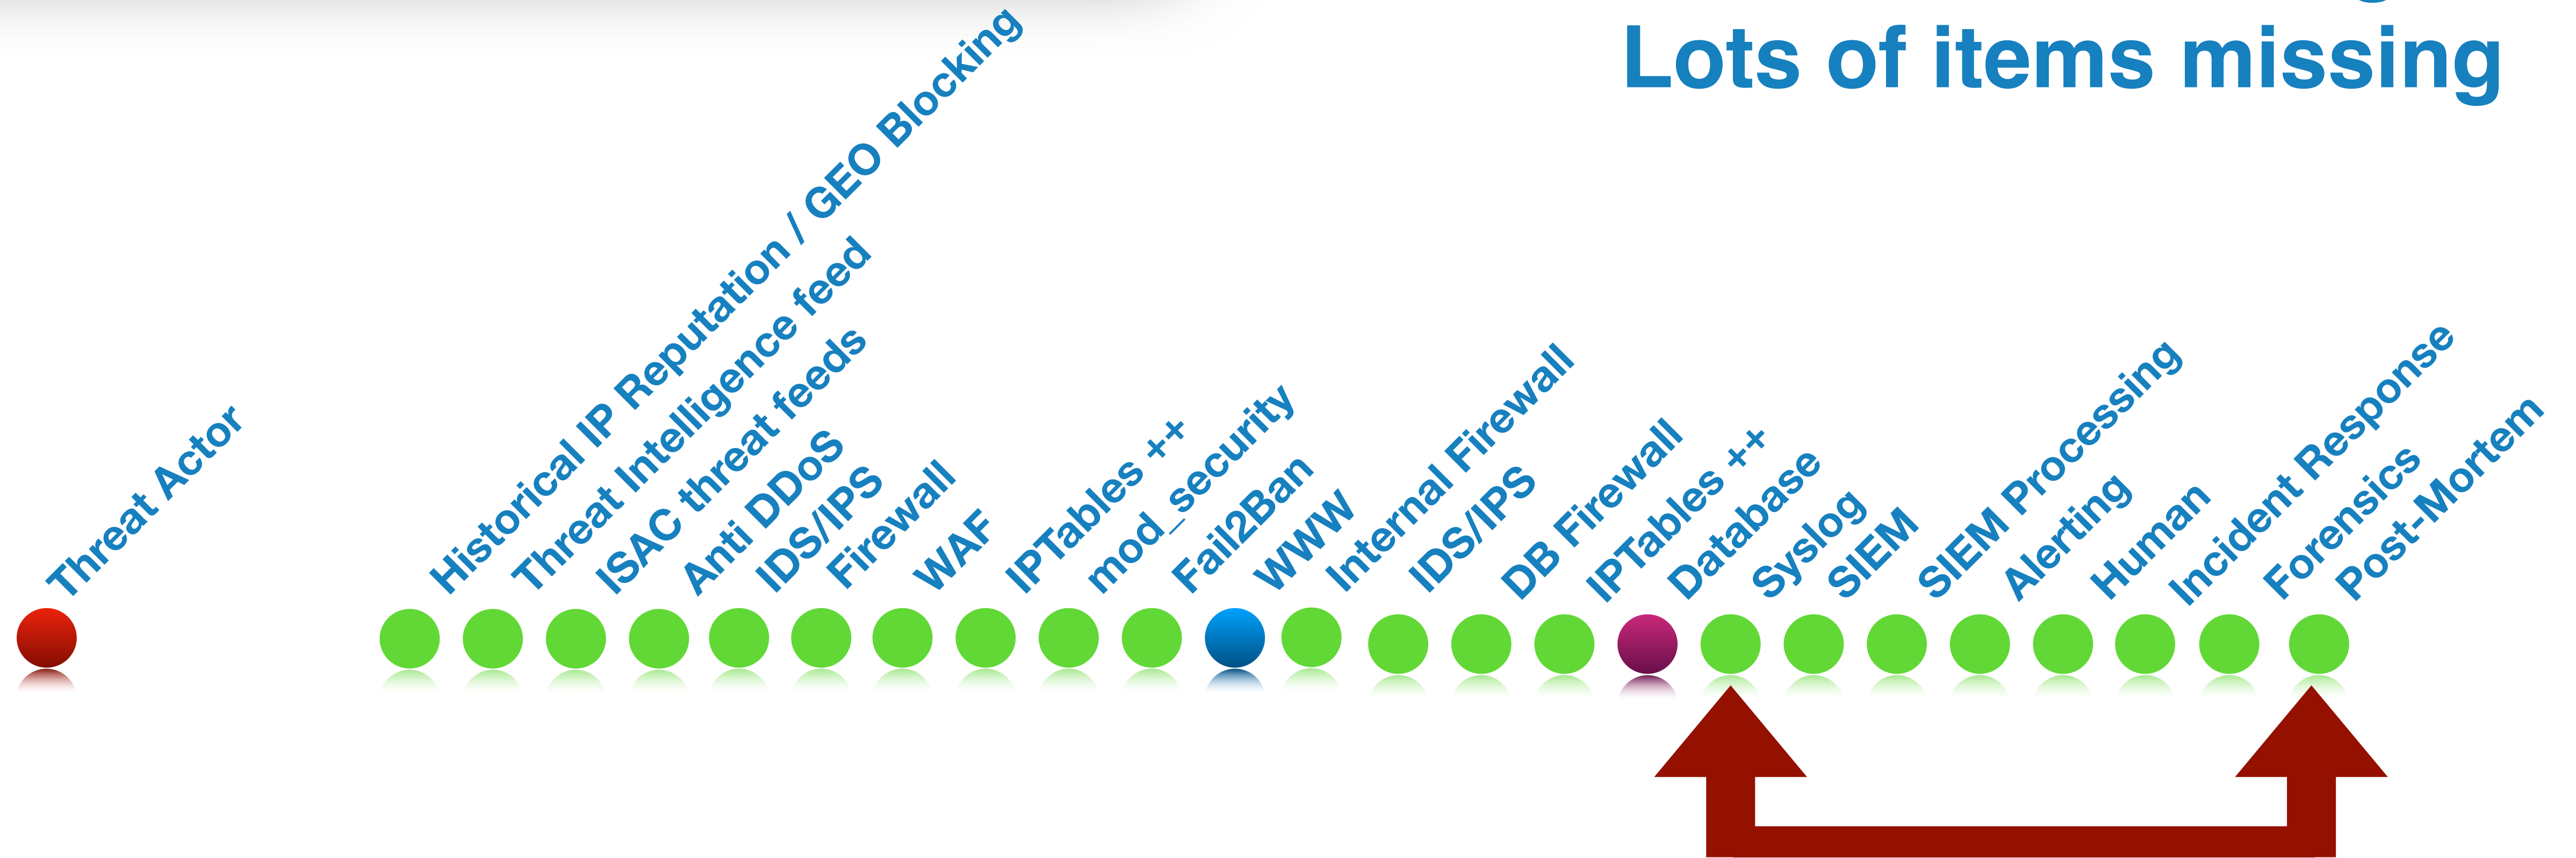 Lots of items missing
Threat Actor
Historical IP Reputation / GEO Blocking
Threat Intelligence feed
ISAC threat feeds
Anti DDoS
IDS/IPS
Firewall
WAF
IPTables ++
mod_security
Fail2Ban
WWW
Internal Firewall
IDS/IPS
DB Firewall
IPTables ++
Database
Syslog
SIEM
SIEM Processing
Alerting
Human
Incident Response
Forensics
Post-Mortem